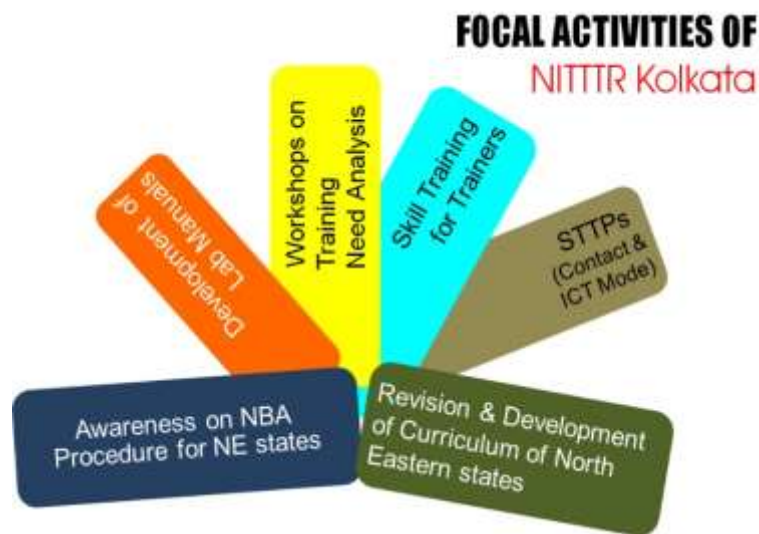 FOCAL ACTIVITIES OF
NITTTR Kolkata
Awareness on NBA
Procedure for NE states
Development of
Lab Manuals
Workshops on
Training
Need Analysis
Skill Training
for Trainers
STTPs
(Contact &
ICT Mode)
Revision & Development
of Curriculum of North
Eastern states